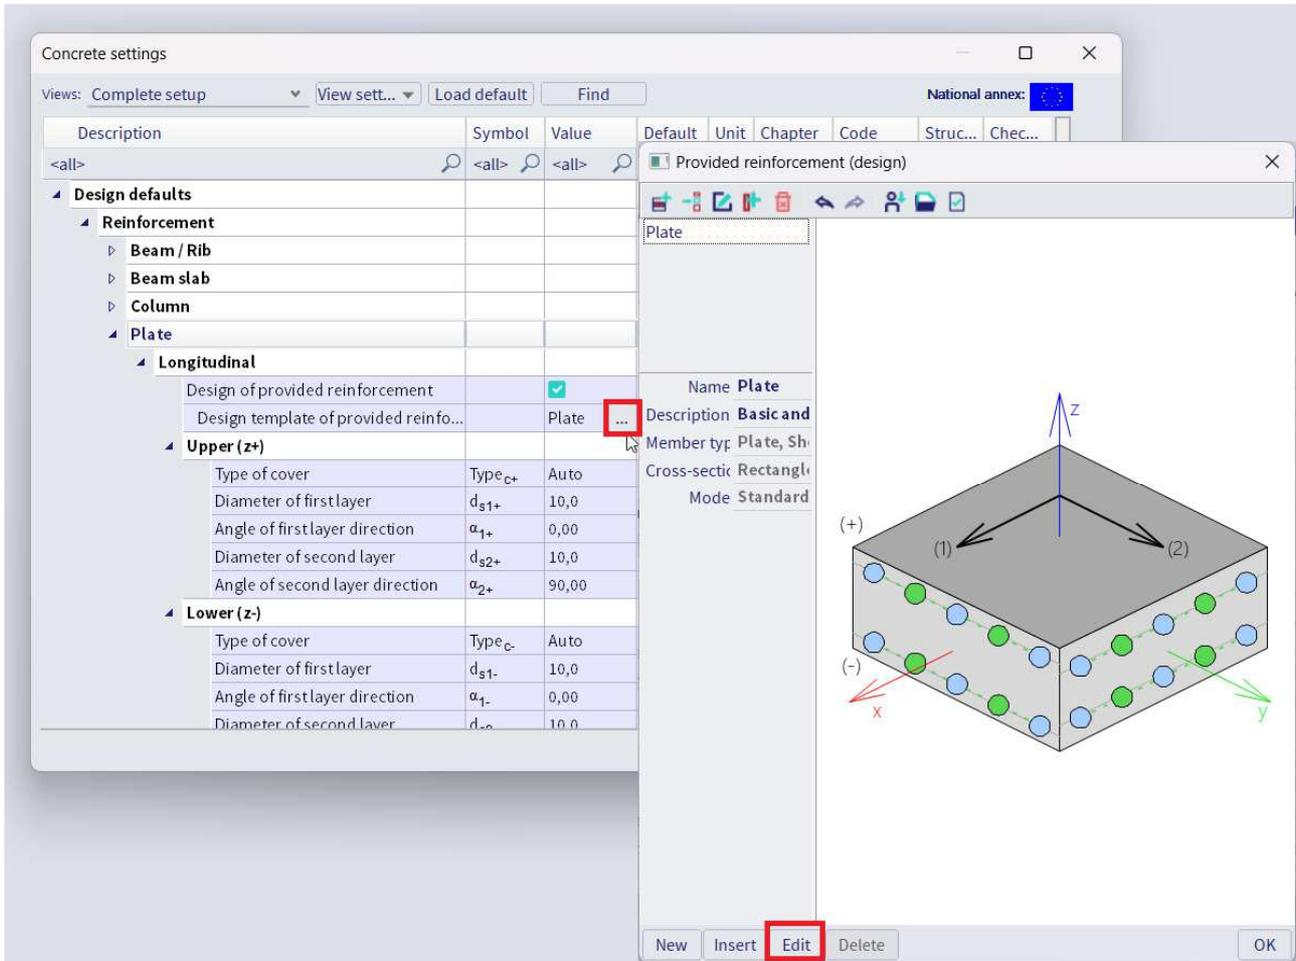 Concrete settings
Views: Complete setup View sett... Load default Find National annex:
Description Symbol Value Default Unit Chapter Code Struc... Chec...
<all> <all> <all>
Design defaults
Reinforcement
Beam / Rib
Beam slab
Column
Plate
Longitudinal
Design of provided reinforcement
Design template of provided reinfo... Plate ...
Upper (z+)
Type of cover Typec+ Auto
Diameter of first layer ds1+ 10,0
Angle of first layer direction α1+ 0,00
Diameter of second layer ds2+ 10,0
Angle of second layer direction α2+ 90,00
Lower (z-)
Type of cover Typec- Auto
Diameter of first layer ds1- 10,0
Angle of first layer direction α1- 0,00
Diameter of second layer 10,0
Provided reinforcement (design)
Plate
Name Plate
Description Basic and
Member typ Plate, Sh
Cross-sectic Rectangl
Mode Standard
z
(+)
(1) (2)
(-)
x y
New Insert Edit Delete OK